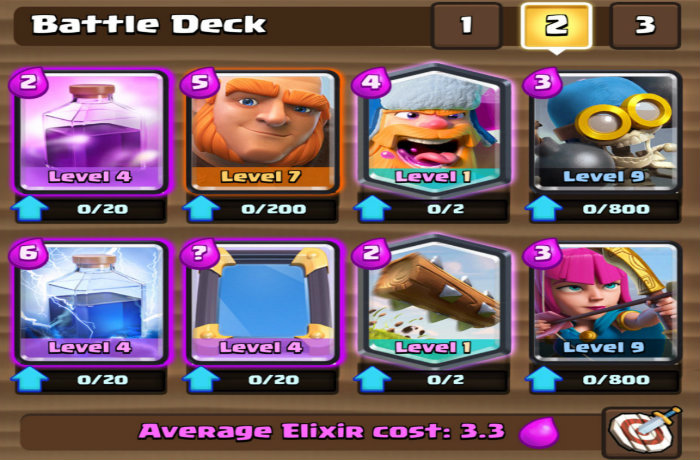 Battle Deck 1 2 3
2 5 4 3
Level 4 Level 7 Level 1 Level 9
0/20 0/200 0/2 0/800
6 ? 2 3
Level 4 Level 4 Level 1 Level 9
0/20 0/20 0/2 0/800
Average Elixir cost: 3.3